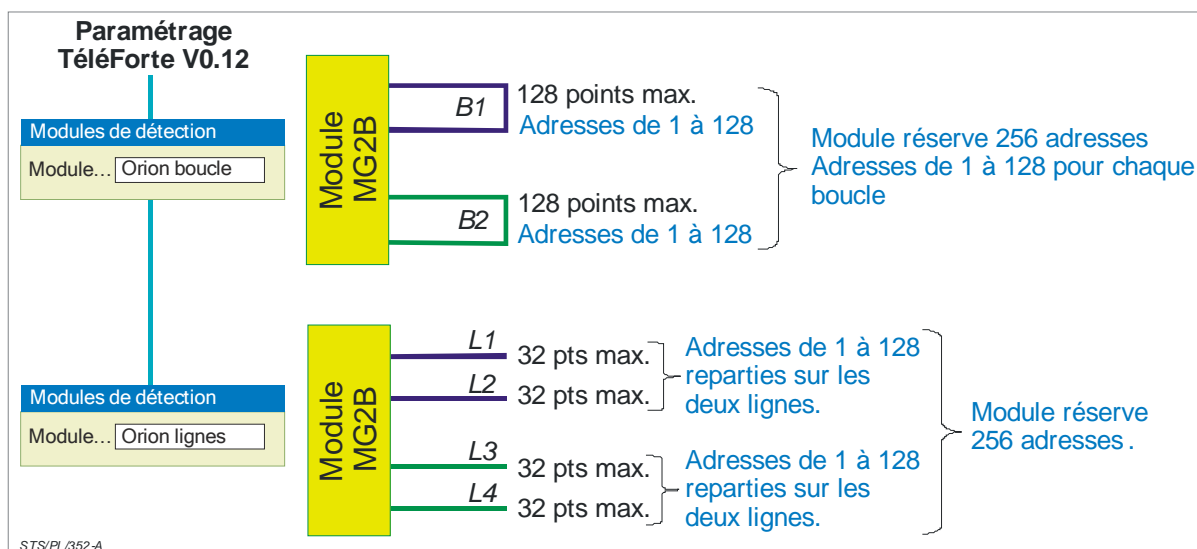 Paramétrage
TéléForte V0.12
Modules de détection
Module... Orion boucle
Module MG2B
B1
128 points max.
Adresses de 1 à 128
B2
128 points max.
Adresses de 1 à 128
Module réserve 256 adresses
Adresses de 1 à 128 pour chaque
boucle
Modules de détection
Module... Orion lignes
Module MG2B
L1
32 pts max.
L2
32 pts max.
Adresses de 1 à 128
reparties sur les
deux lignes.
L3
32 pts max.
L4
32 pts max.
Adresses de 1 à 128
reparties sur les
deux lignes.
Module réserve
256 adresses.
STS/PL/352-A